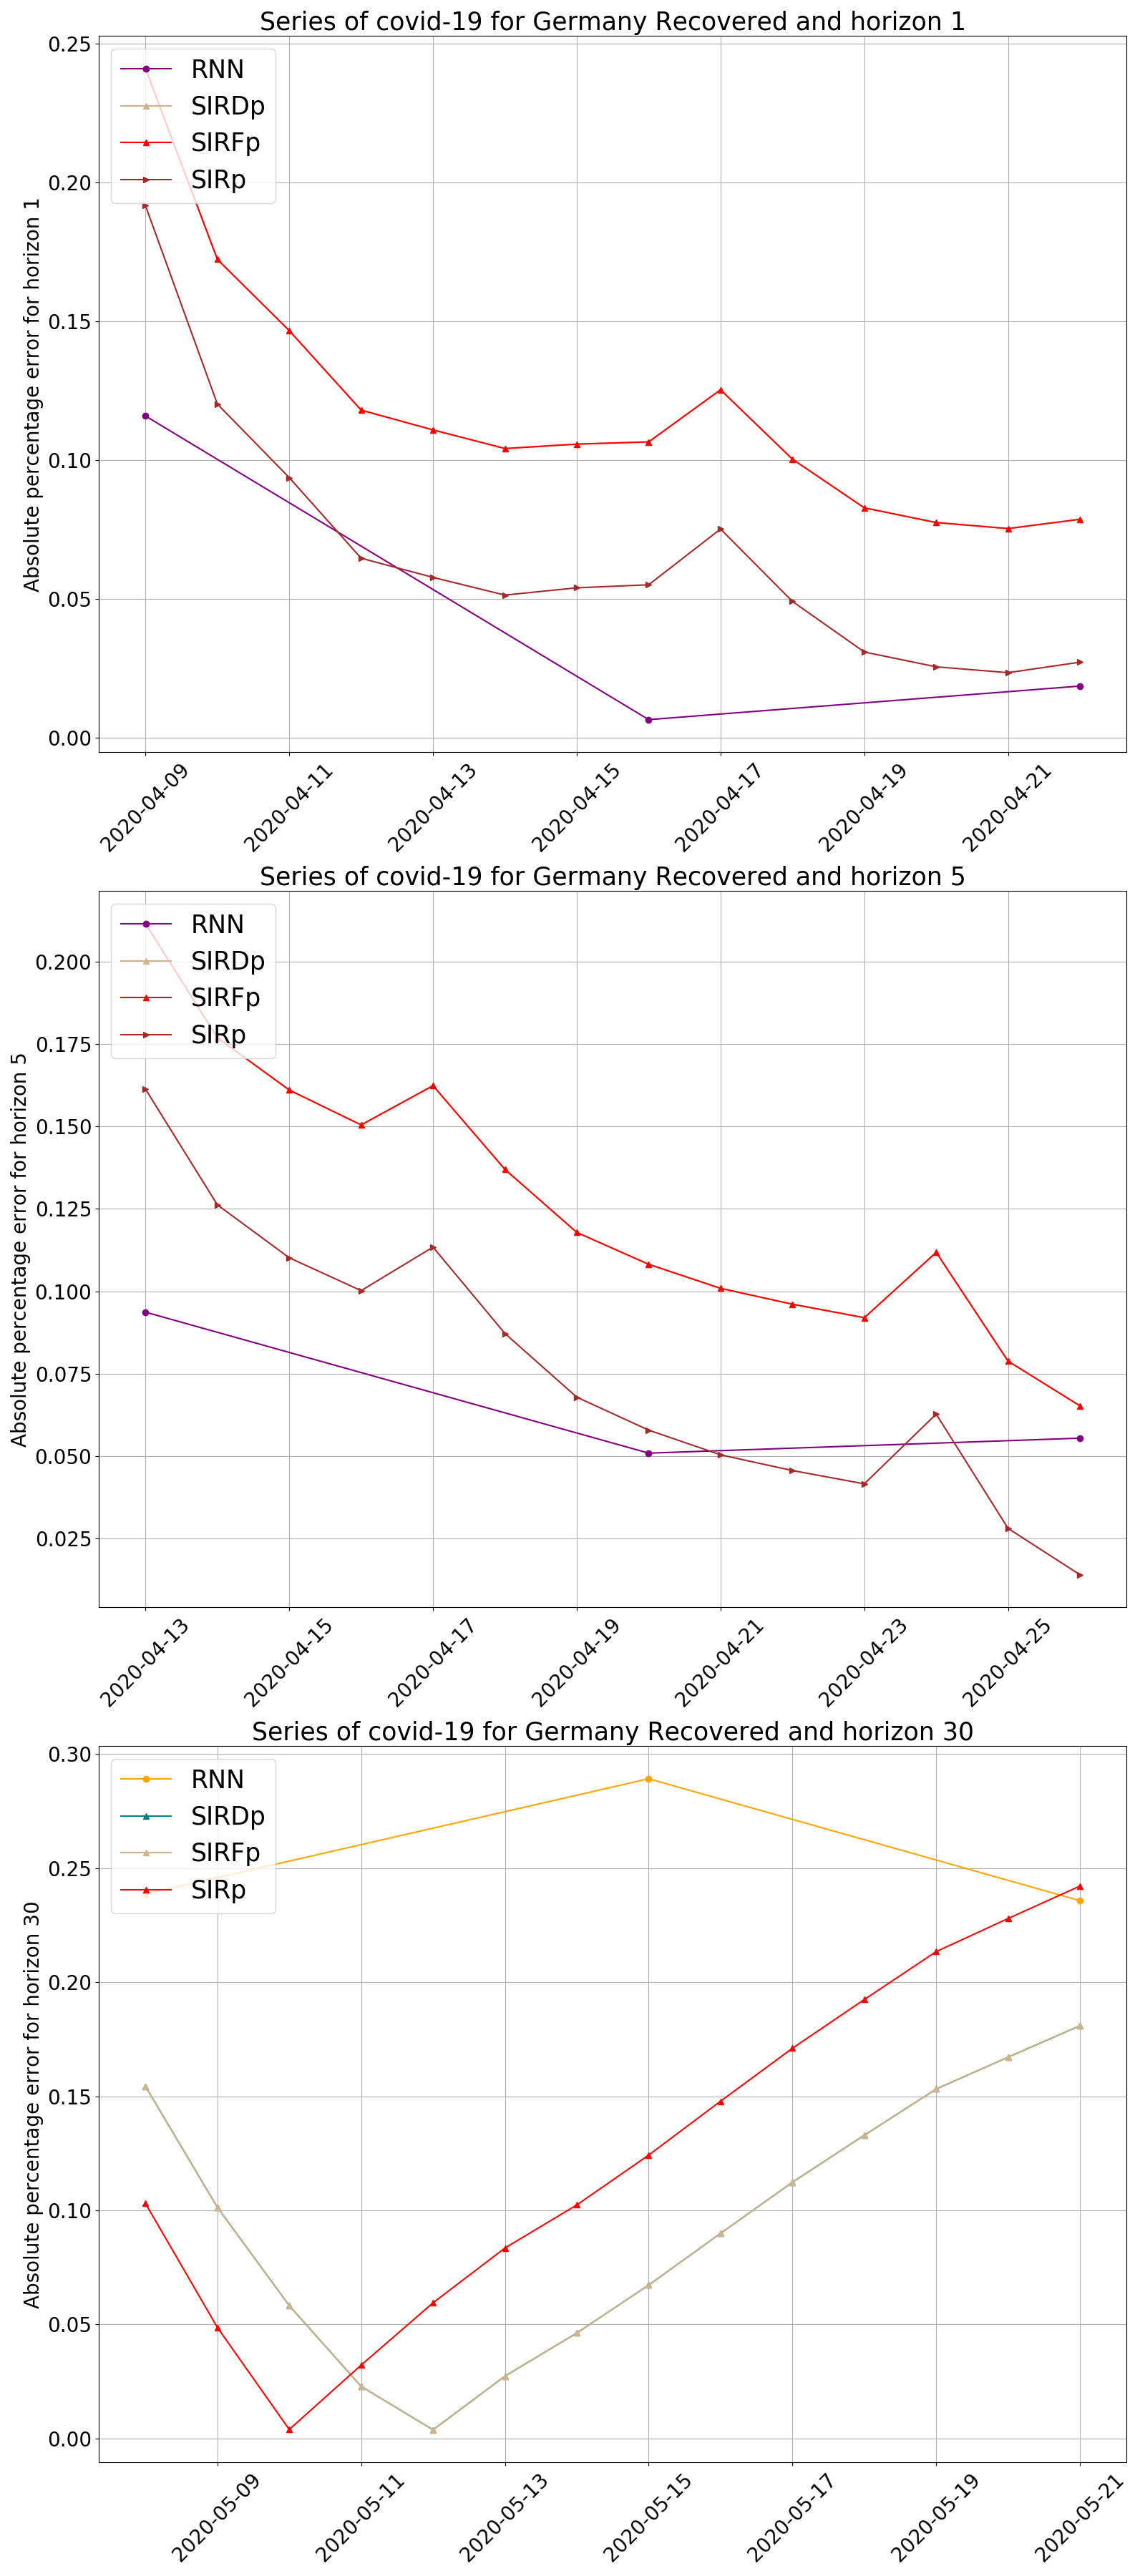 Series of covid-19 for Germany Recovered and horizon 1
Absolute percentage error for horizon 1
0.25
0.20
0.15
0.10
0.05
0.00
RNN
SIRDp
SIRFp
SIRp
2020-04-09
2020-04-11
2020-04-13
2020-04-15
2020-04-17
2020-04-19
2020-04-21
Series of covid-19 for Germany Recovered and horizon 5
Absolute percentage error for horizon 5
0.200
0.175
0.150
0.125
0.100
0.075
0.050
0.025
RNN
SIRDp
SIRFp
SIRp
2020-04-13
2020-04-15
2020-04-17
2020-04-19
2020-04-21
2020-04-23
2020-04-25
Series of covid-19 for Germany Recovered and horizon 30
Absolute percentage error for horizon 30
0.30
0.25
0.20
0.15
0.10
0.05
0.00
RNN
SIRDp
SIRFp
SIRp
2020-05-09
2020-05-11
2020-05-13
2020-05-15
2020-05-17
2020-05-19
2020-05-21